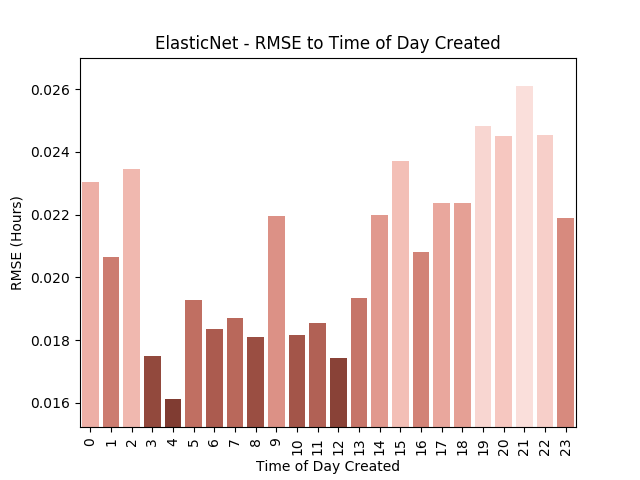 ElasticNet - RMSE to Time of Day Created
RMSE (Hours)
0.026
0.024
0.022
0.020
0.018
0.016
0 1 2 3 4 5 6 7 8 9 10 11 12 13 14 15 16 17 18 19 20 21 22 23
Time of Day Created